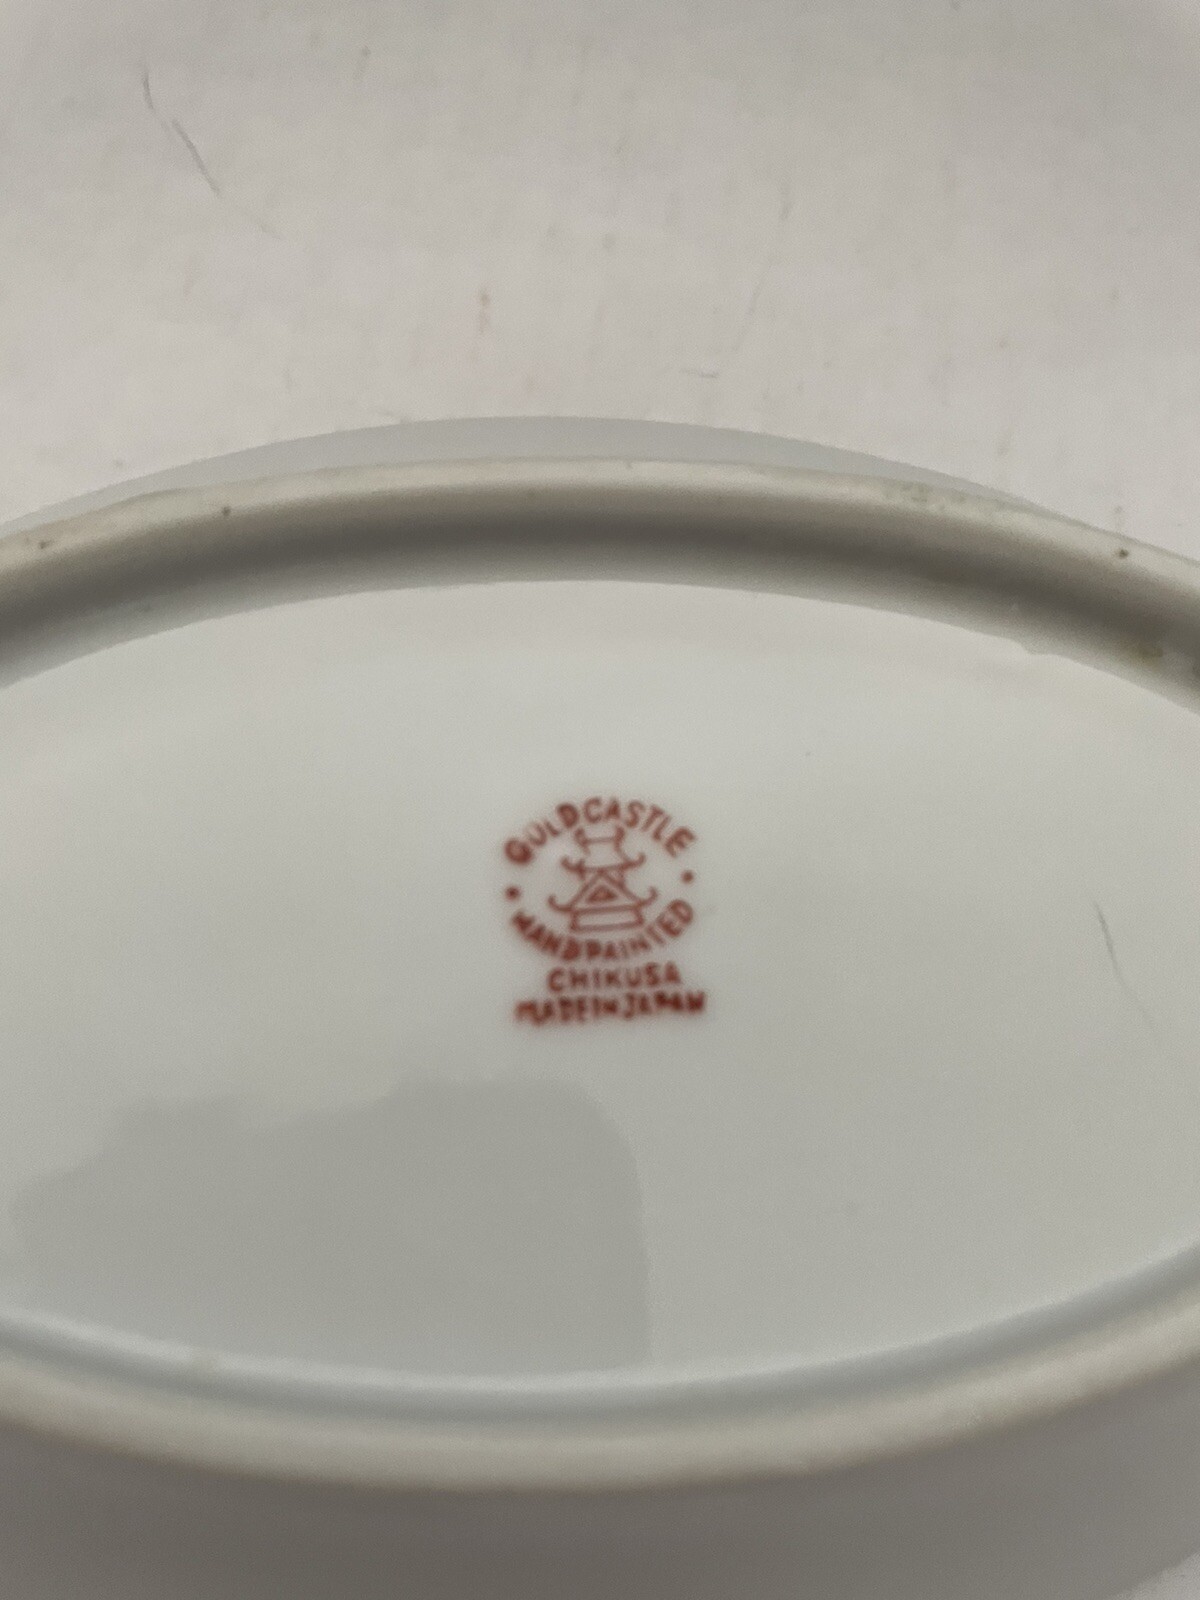 GOLDCASTLE
HANDPAINTED
CHIKUSA
MADE IN JAPAN